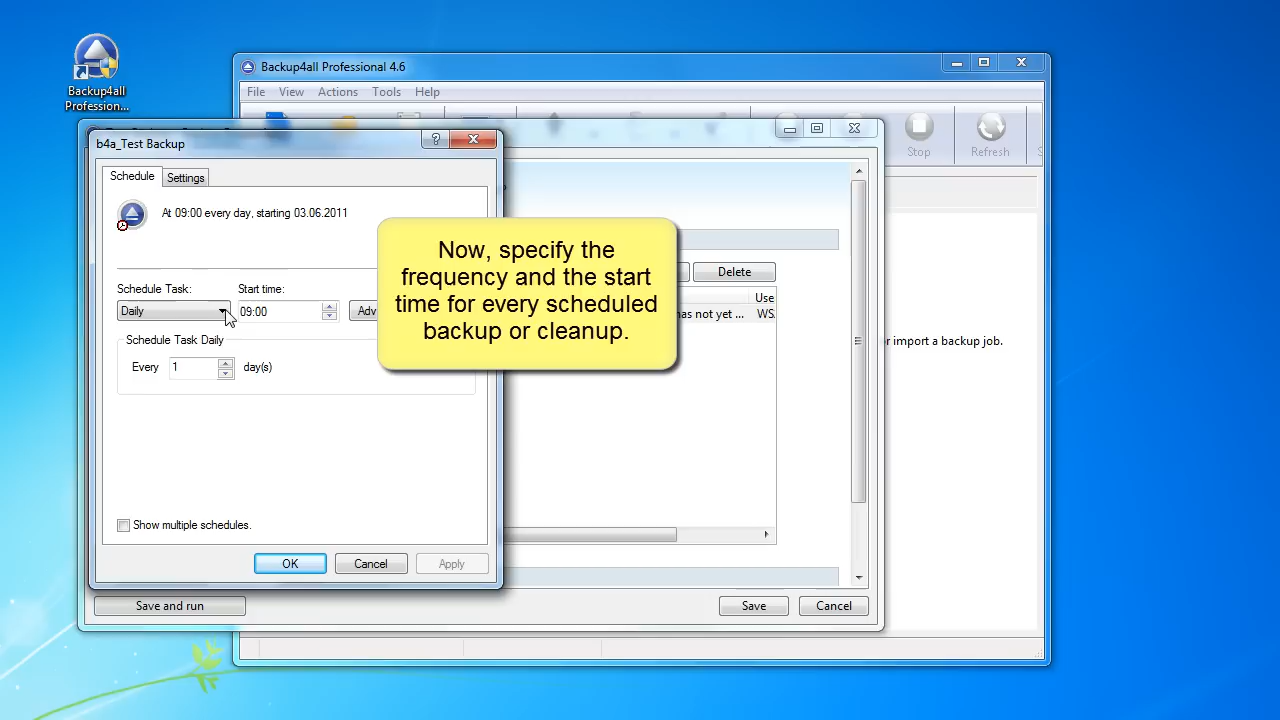 Backup4all
Profession...
Backup4all Professional 4.6
File View Actions Tools Help
Stop
Refresh
b4a_Test Backup
Schedule
Settings
At 09:00 every day, starting 03.06.2011
Now, specify the
frequency and the start
time for every scheduled
backup or cleanup.
Delete
Use
has not yet ... WS
Schedule Task:
Start time:
Daily
09:00
Adv
Schedule Task Daily
Every 1 day(s)
or import a backup job.
Show multiple schedules.
OK
Cancel
Apply
Save and run
Save
Cancel